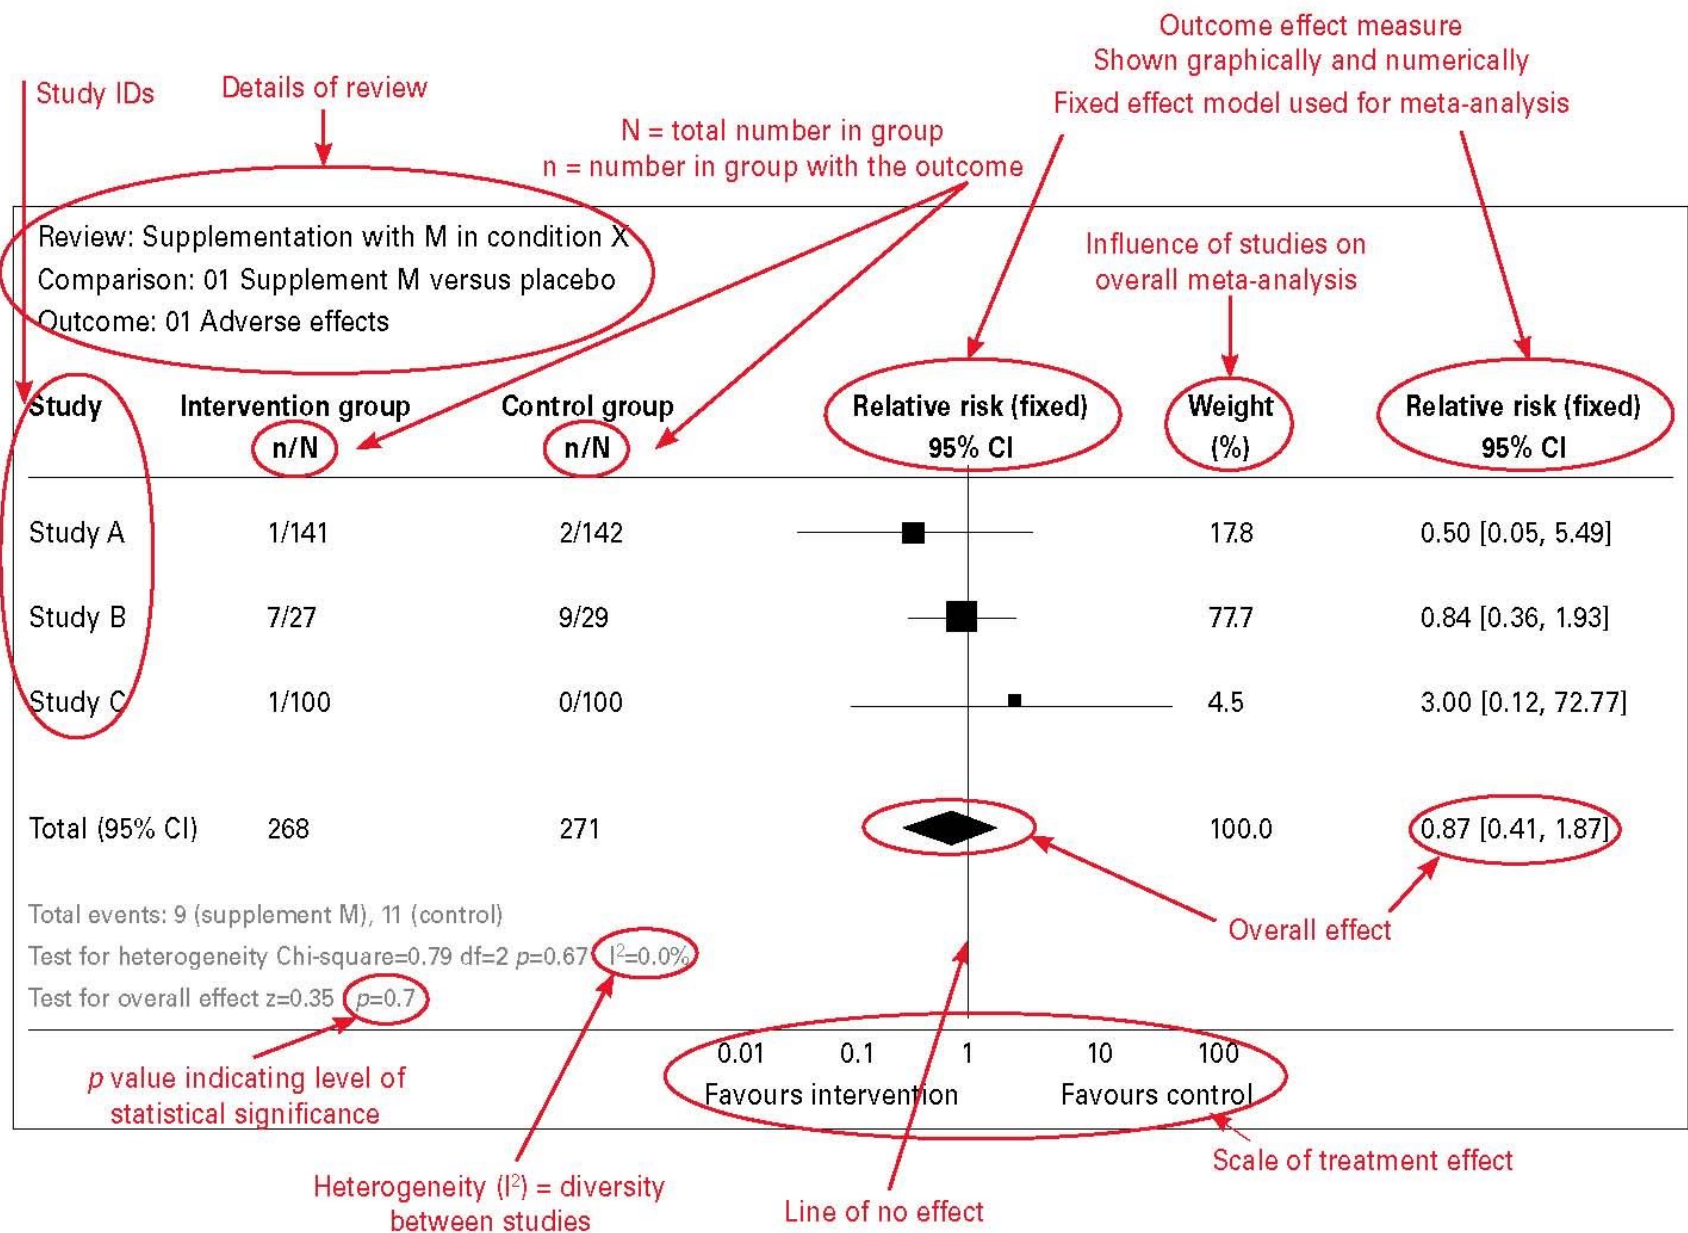 Outcome effect measure
Shown graphically and numerically
Fixed effect model used for meta-analysis
Study IDs
Details of review
N = total number in group
n = number in group with the outcome
Review: Supplementation with M in condition X
Comparison: 01 Supplement M versus placebo
Outcome: 01 Adverse effects
Influence of studies on
overall meta-analysis
Study Intervention group Control group Relative risk (fixed) Weight Relative risk (fixed)
n/N n/N 95% CI (%) 95% CI
Study A 1/141 2/142 17.8 0.50 [0.05, 5.49]
Study B 7/27 9/29 77.7 0.84 [0.36, 1.93]
Study C 1/100 0/100 4.5 3.00 [0.12, 72.77]
Total (95% CI) 268 271 100.0 0.87 [0.41, 1.87]
Total events: 9 (supplement M), 11 (control)
Test for heterogeneity Chi-square=0.79 df=2 p=0.67 I²=0.0%
Test for overall effect z=0.35 p=0.7
Overall effect
0.01 0.1 1 10 100
Favours intervention Favours control
p value indicating level of
statistical significance
Heterogeneity (I²) = diversity
between studies
Line of no effect
Scale of treatment effect